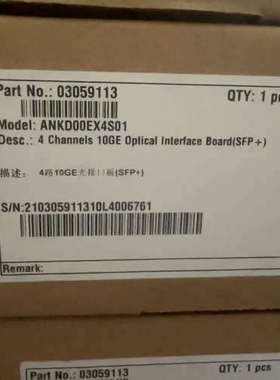 Part No.: 03059113 QTY: 1 pcs
Model: ANKD00EX4S01
Desc.: 4 Channels 10GE Optical Interface Board(SFP+)
描述: 4路10GE光接口板(SFP+)
S/N:210305911310L4006761
Remark:
Part No.: 03059113 QTY: 1 pcs